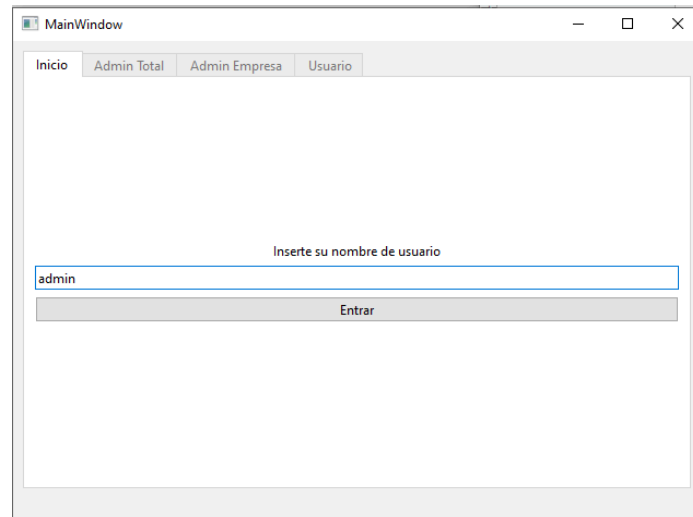 MainWindow
Inicio Admin Total Admin Empresa Usuario
Inserte su nombre de usuario
admin
Entrar